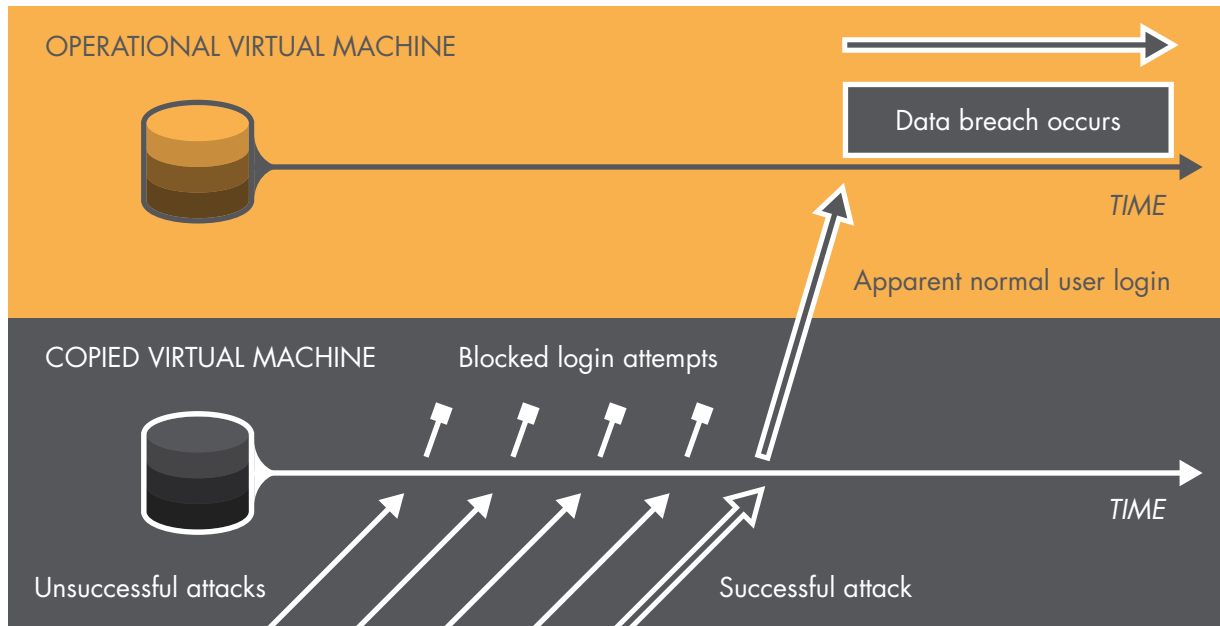 OPERATIONAL VIRTUAL MACHINE
Data breach occurs
TIME
Apparent normal user login
COPIED VIRTUAL MACHINE
Blocked login attempts
TIME
Unsuccessful attacks
Successful attack